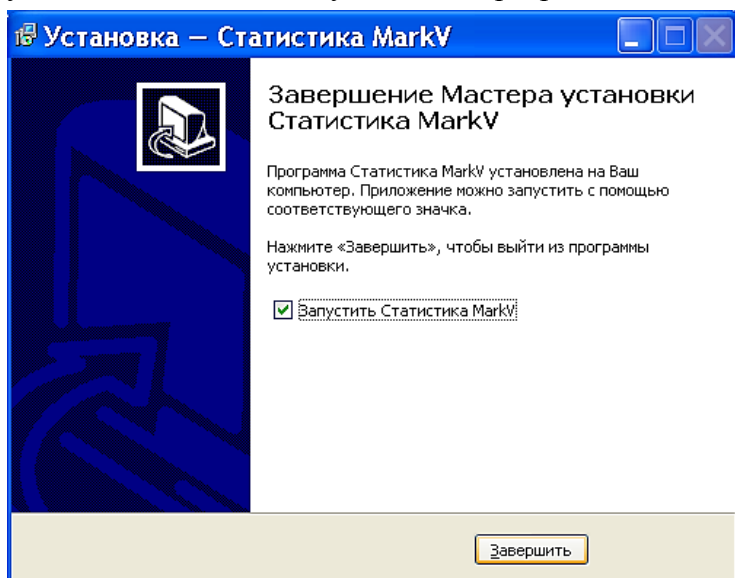 Установка — Статистика MarkV
Завершение Мастера установки
Статистика MarkV
Программа Статистика MarkV установлена на Ваш
компьютер. Приложение можно запустить с помощью
соответствующего значка.
Нажмите «Завершить», чтобы выйти из программы
установки.
Запустить Статистика MarkV
Завершить